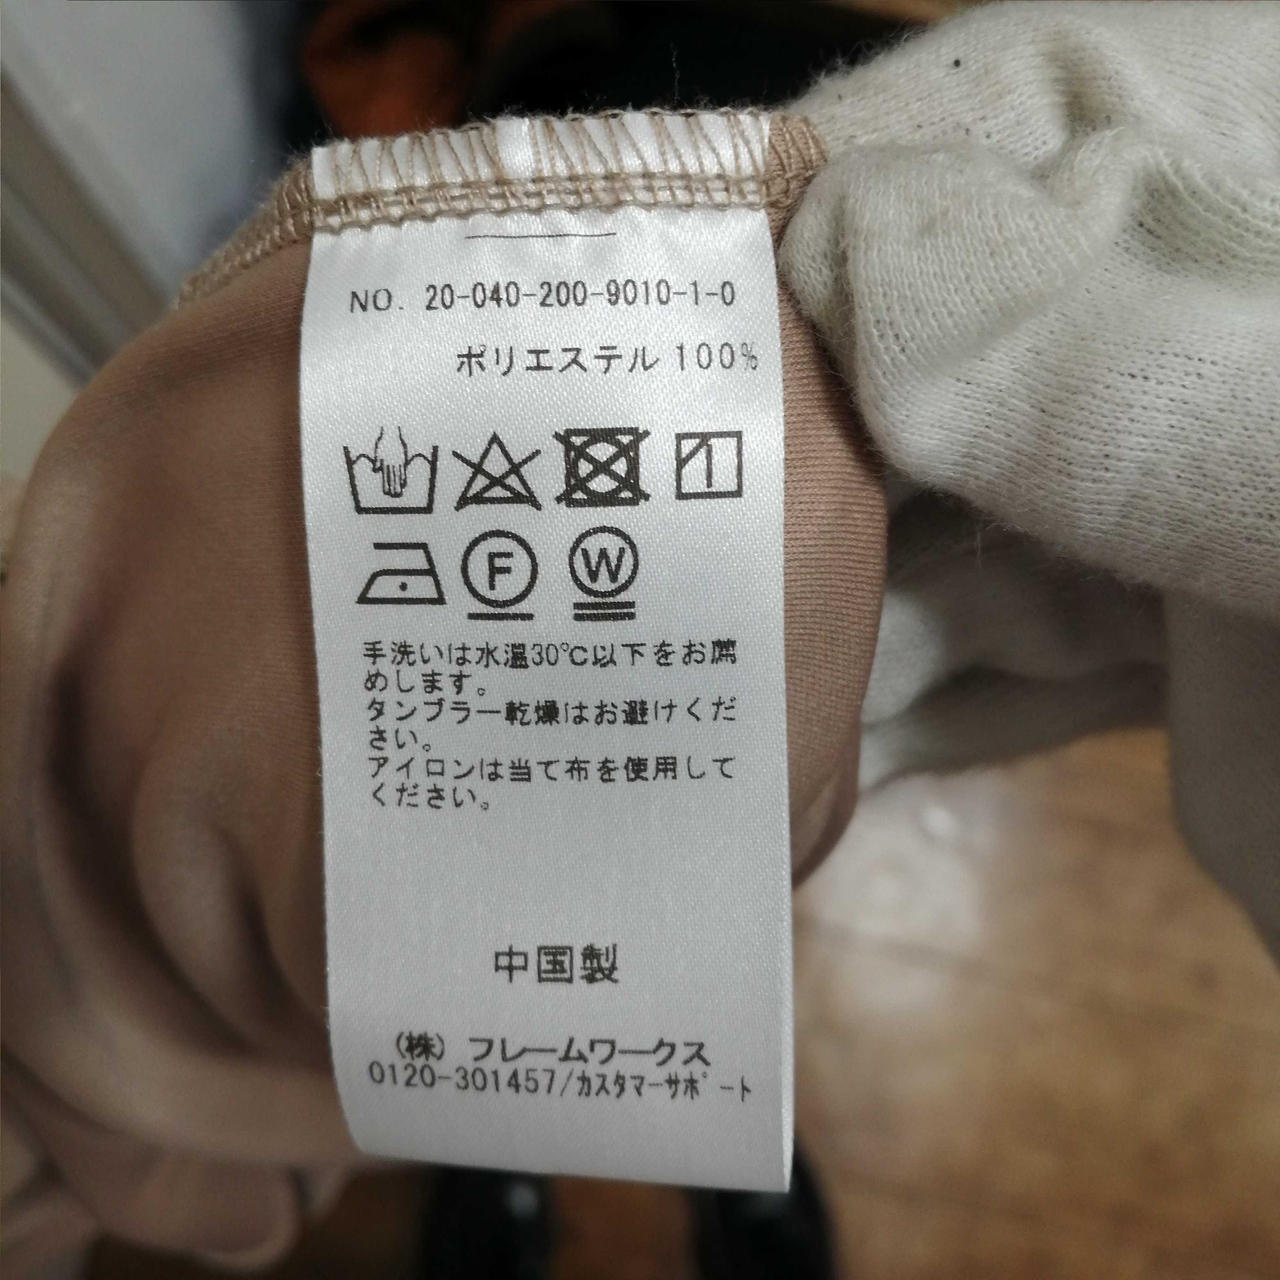 NO. 20-040-200-9010-1-0
ポリエステル 100%
F
W
手洗いは水温30℃以下をお薦
めします。
タンブラー乾燥はお避けくだ
さい。
アイロンは当て布を使用して
ください。
中国製
(株) フレームワークス
0120-301457/カスタマーサポート